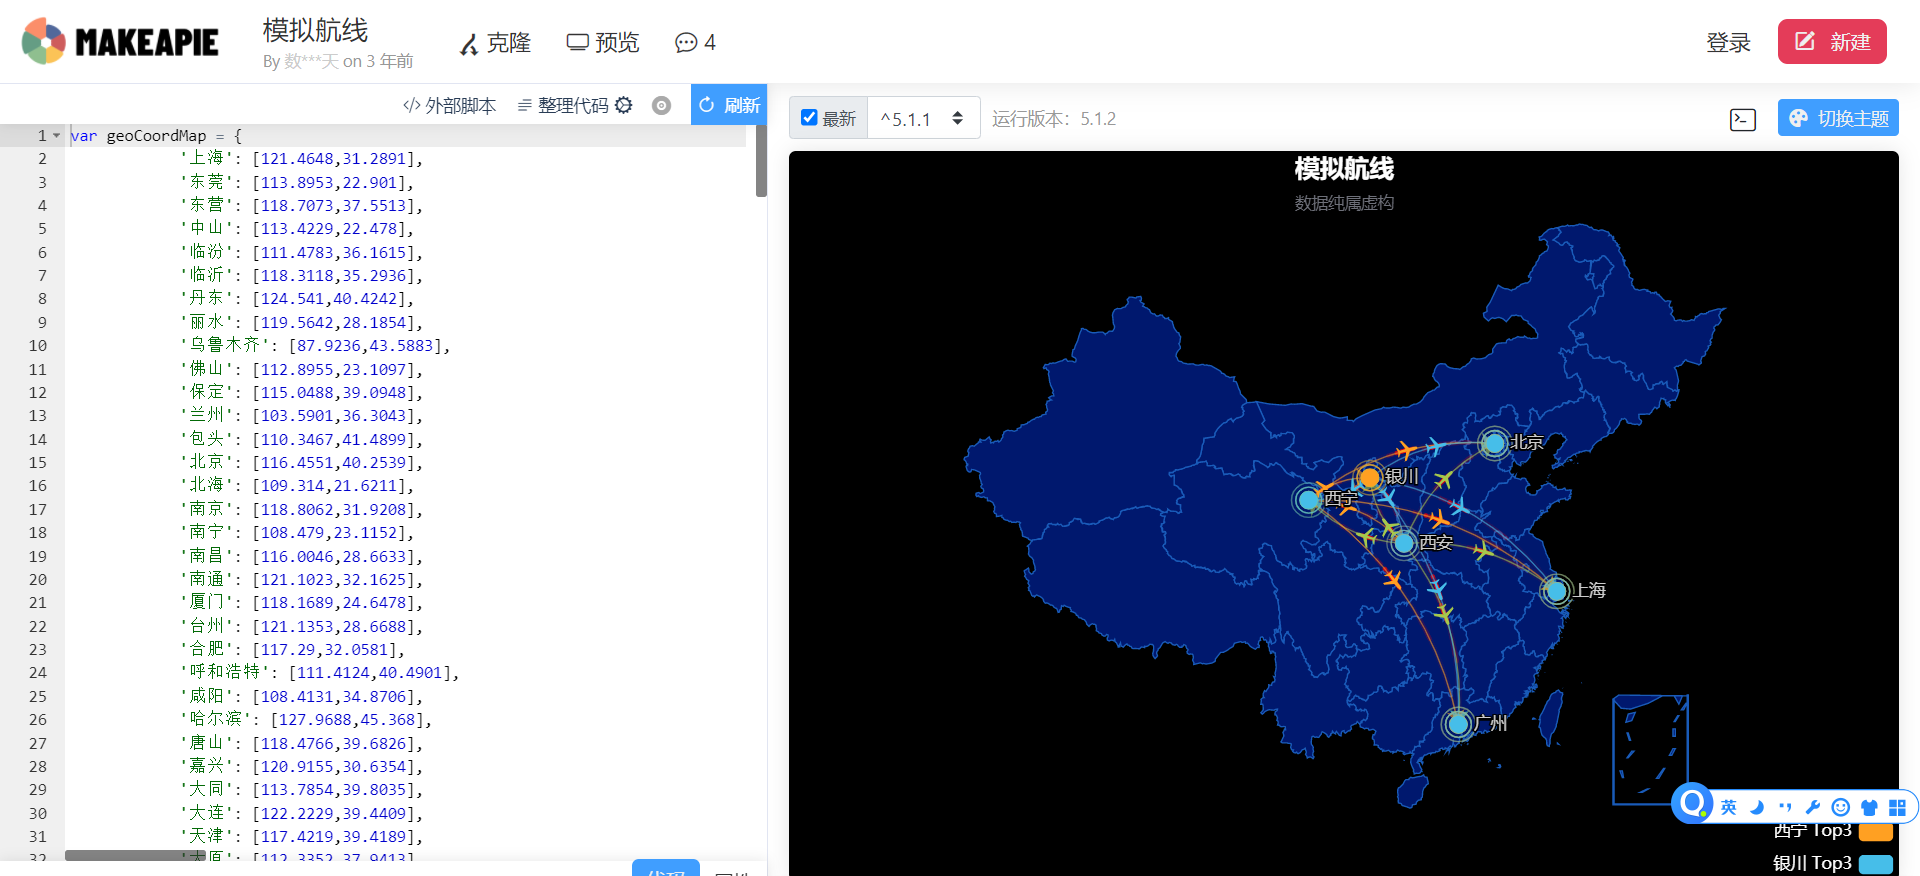 MAKEAPIE
模拟航线
By 数***天 on 3 年前
克隆
预览
4
登录
新建
</> 外部脚本
整理代码
刷新
1 var geoCoordMap = {
2 '上海': [121.4648,31.2891],
3 '东莞': [113.8953,22.901],
4 '东营': [118.7073,37.5513],
5 '中山': [113.4229,22.478],
6 '临汾': [111.4783,36.1615],
7 '临沂': [118.3118,35.2936],
8 '丹东': [124.541,40.4242],
9 '丽水': [119.5642,28.1854],
10 '乌鲁木齐': [87.9236,43.5883],
11 '佛山': [112.8955,23.1097],
12 '保定': [115.0488,39.0948],
13 '兰州': [103.5901,36.3043],
14 '包头': [110.3467,41.4899],
15 '北京': [116.4551,40.2539],
16 '北海': [109.314,21.6211],
17 '南京': [118.8062,31.9208],
18 '南宁': [108.479,23.1152],
19 '南昌': [116.0046,28.6633],
20 '南通': [121.1023,32.1625],
21 '厦门': [118.1689,24.6478],
22 '台州': [121.1353,28.6688],
23 '合肥': [117.29,32.0581],
24 '呼和浩特': [111.4124,40.4901],
25 '咸阳': [108.4131,34.8706],
26 '哈尔滨': [127.9688,45.368],
27 '唐山': [118.4766,39.6826],
28 '嘉兴': [120.9155,30.6354],
29 '大同': [113.7854,39.8035],
30 '大连': [122.2229,39.4409],
31 '天津': [117.4219,39.4189],
32 '太原': [112.3352,37.9413]
代码
最新
^5.1.1
运行版本: 5.1.2
切换主题
模拟航线
数据纯属虚构
北京
银川
西宁
西安
上海
广州
英
西宁 Top3
银川 Top3